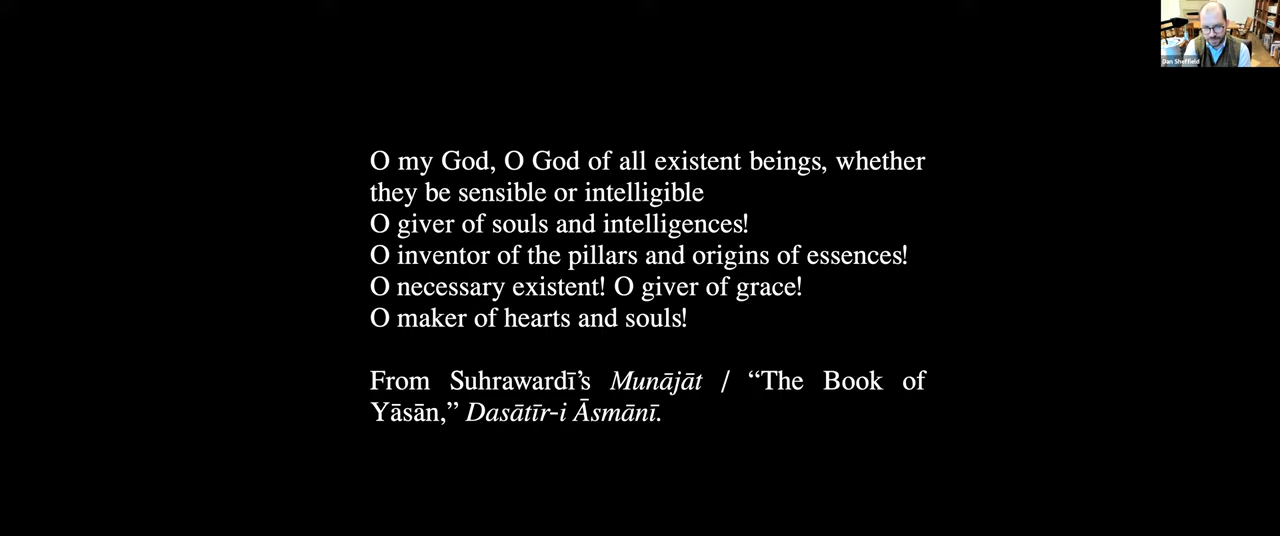 Dan Sheffield
O my God, O God of all existent beings, whether
they be sensible or intelligible
O giver of souls and intelligences!
O inventor of the pillars and origins of essences!
O necessary existent! O giver of grace!
O maker of hearts and souls!
From Suhrawardī’s Munājāt / “The Book of
Yāsān,” Dasātīr-i Āsmānī.